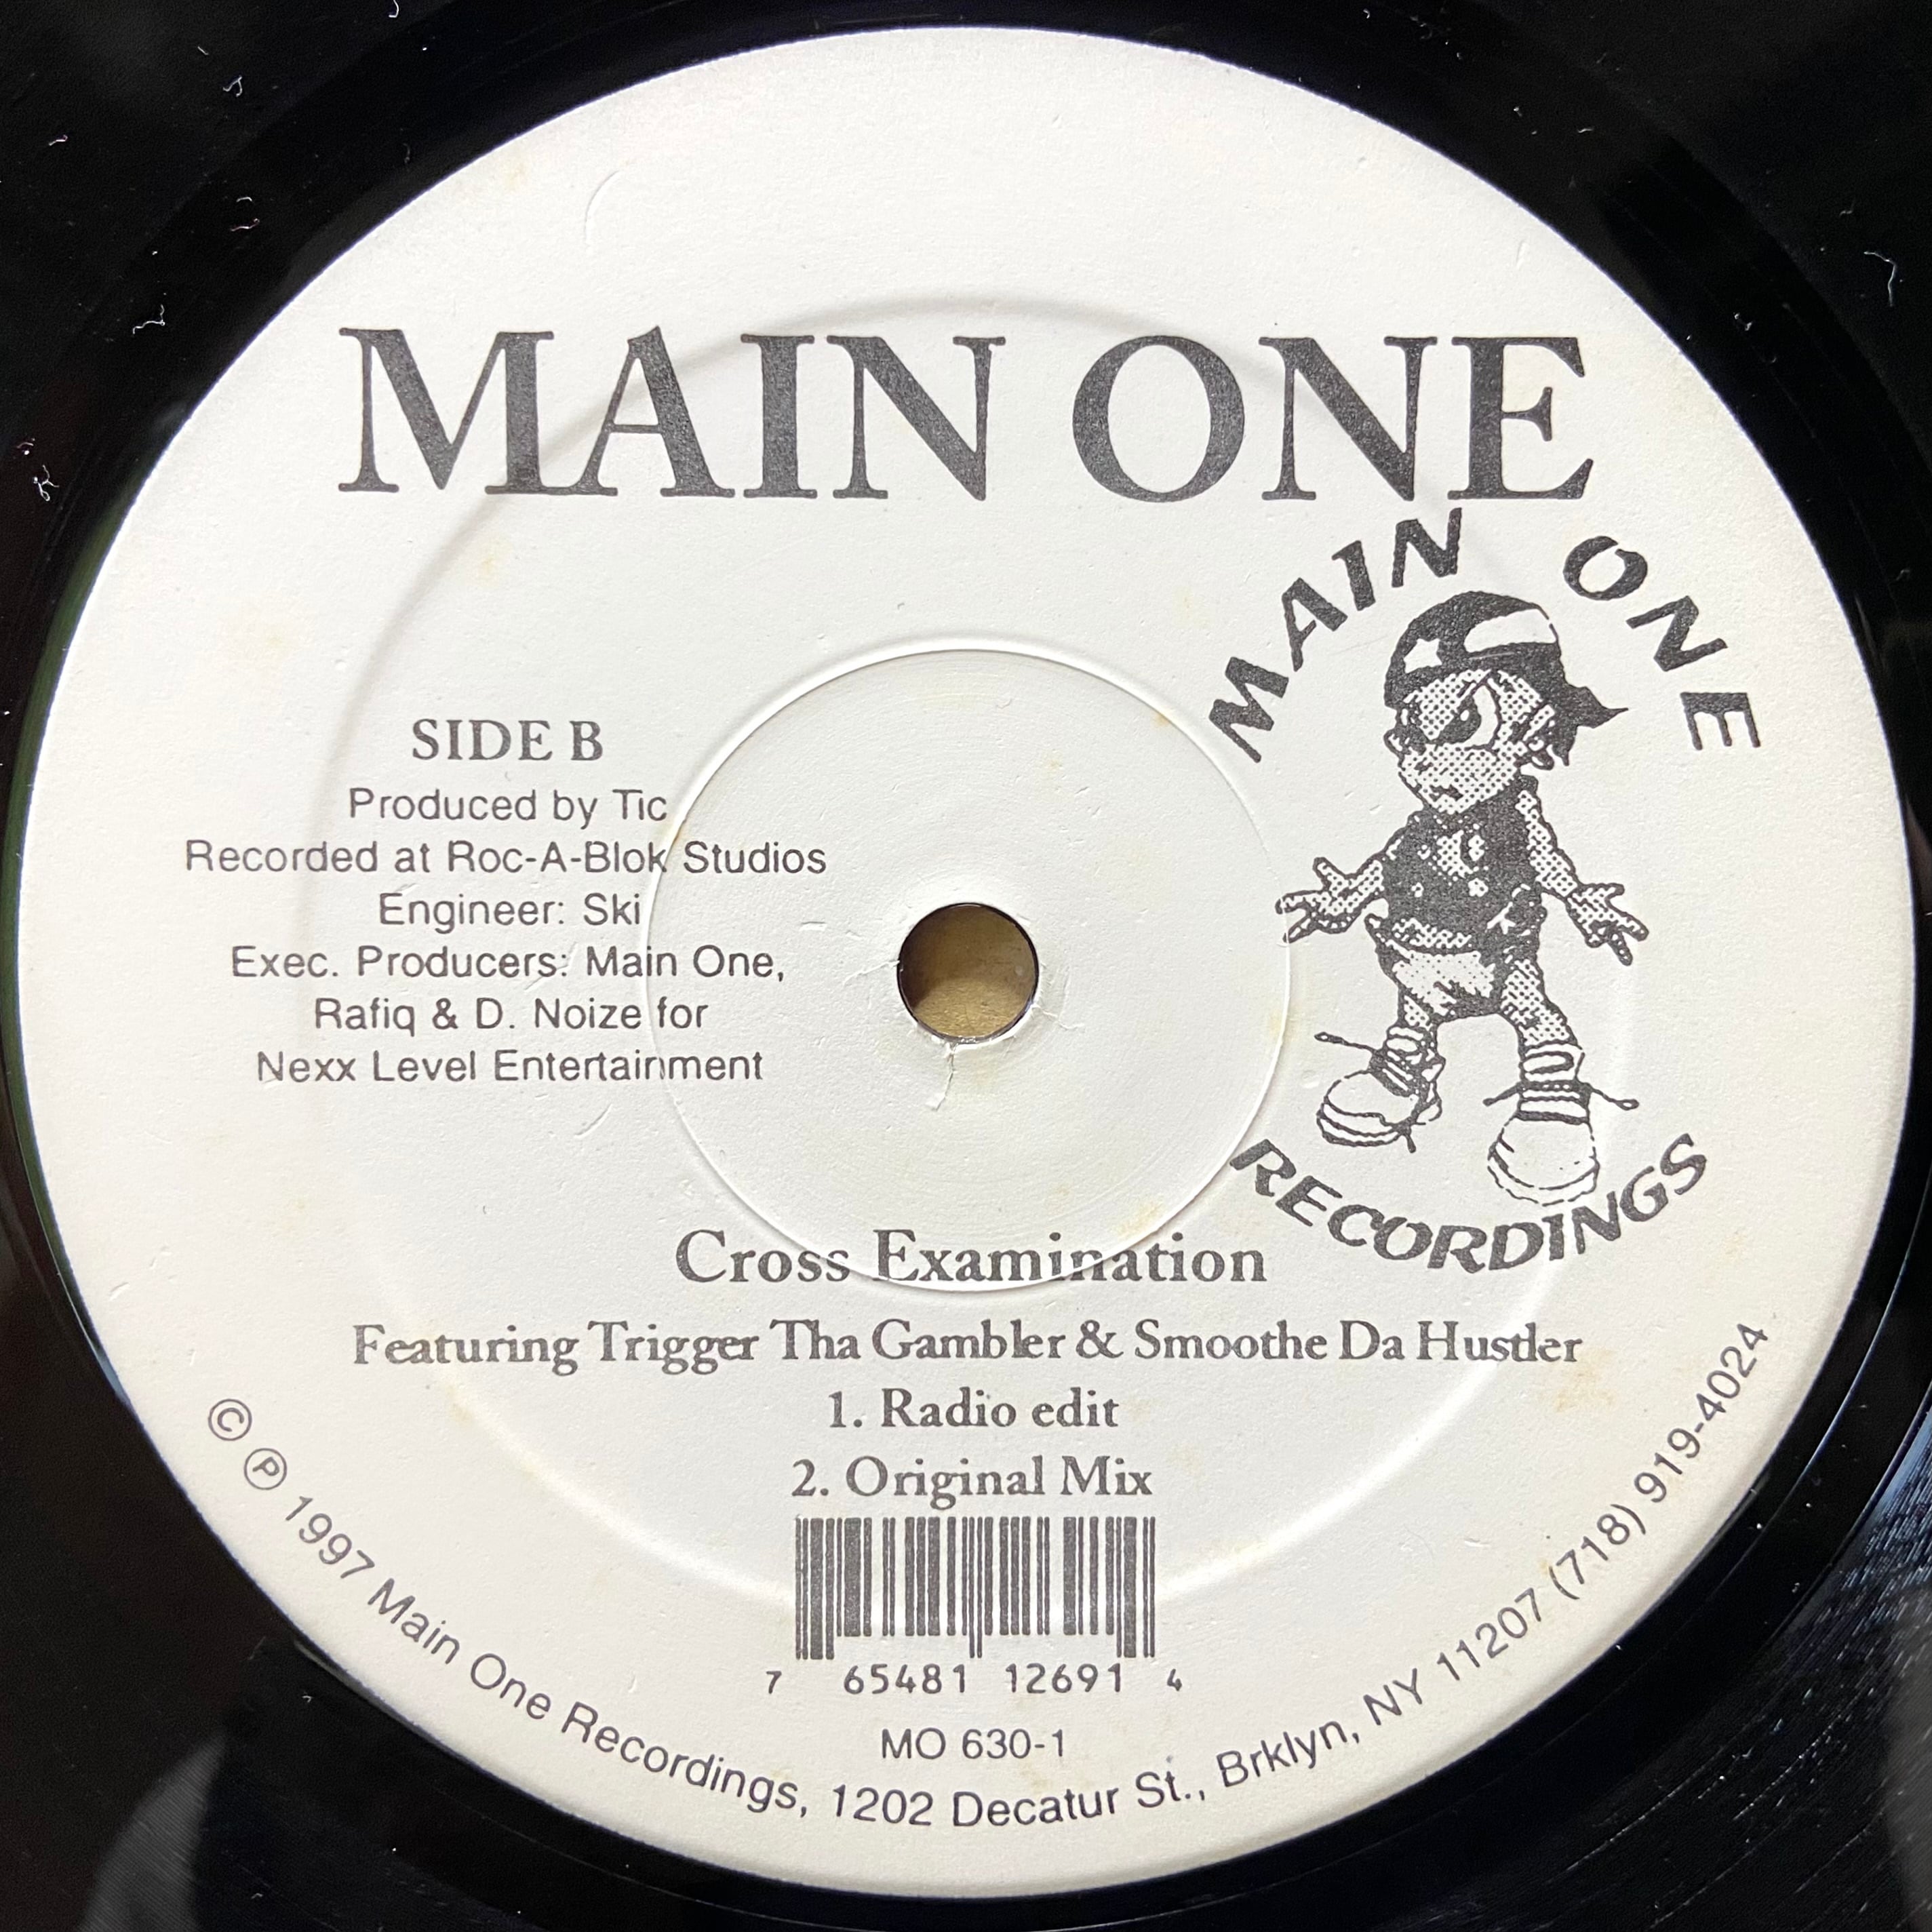 MAIN ONE
MAIN ONE
RECORDINGS
SIDE B
Produced by Tic
Recorded at Roc-A-Blok Studios
Engineer: Ski
Exec. Producers: Main One,
Rafiq & D. Noize for
Nexx Level Entertainment
Cross Examination
Featuring Trigger Tha Gambler & Smoothe Da Hustler
1. Radio edit
2. Original Mix
7 65481 12691 4
MO 630-1
© ℗ 1997 Main One Recordings, 1202 Decatur St., Brklyn, NY 11207 (718) 919-4024